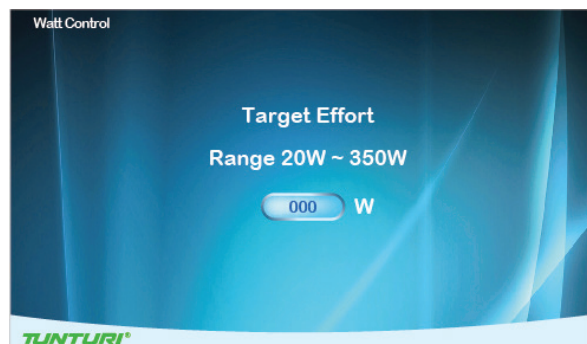 Watt Control
Target Effort
Range 20W ~ 350W
000 W
TUNTURI®